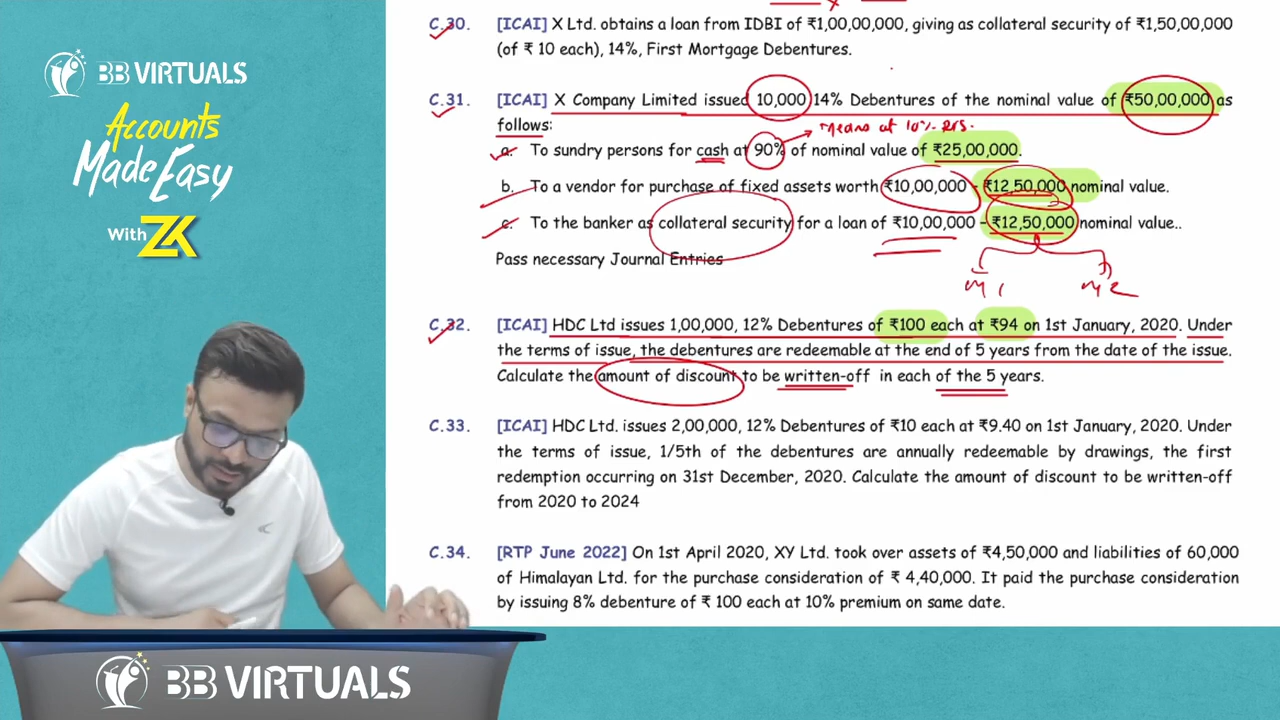 BB VIRTUALS
Accounts
Made Easy
With ZK
C.30. [ICAI] X Ltd. obtains a loan from IDBI of ₹1,00,00,000, giving as collateral security of ₹1,50,00,000
(of ₹ 10 each), 14%, First Mortgage Debentures.
C.31. [ICAI] X Company Limited issued 10,000 14% Debentures of the nominal value of ₹50,00,000 as
follows:
Means at 10% Dis.
a. To sundry persons for cash at 90% of nominal value of ₹25,00,000.
b. To a vendor for purchase of fixed assets worth ₹10,00,000 - ₹12,50,000 nominal value.
c. To the banker as collateral security for a loan of ₹10,00,000 – ₹12,50,000 nominal value..
Pass necessary Journal Entries
M 1 M 2
C.32. [ICAI] HDC Ltd issues 1,00,000, 12% Debentures of ₹100 each at ₹94 on 1st January, 2020. Under
the terms of issue, the debentures are redeemable at the end of 5 years from the date of the issue.
Calculate the amount of discount to be written-off in each of the 5 years.
C.33. [ICAI] HDC Ltd. issues 2,00,000, 12% Debentures of ₹10 each at ₹9.40 on 1st January, 2020. Under
the terms of issue, 1/5th of the debentures are annually redeemable by drawings, the first
redemption occurring on 31st December, 2020. Calculate the amount of discount to be written-off
from 2020 to 2024
C.34. [RTP June 2022] On 1st April 2020, XY Ltd. took over assets of ₹4,50,000 and liabilities of 60,000
of Himalayan Ltd. for the purchase consideration of ₹ 4,40,000. It paid the purchase consideration
by issuing 8% debenture of ₹ 100 each at 10% premium on same date.
BB VIRTUALS